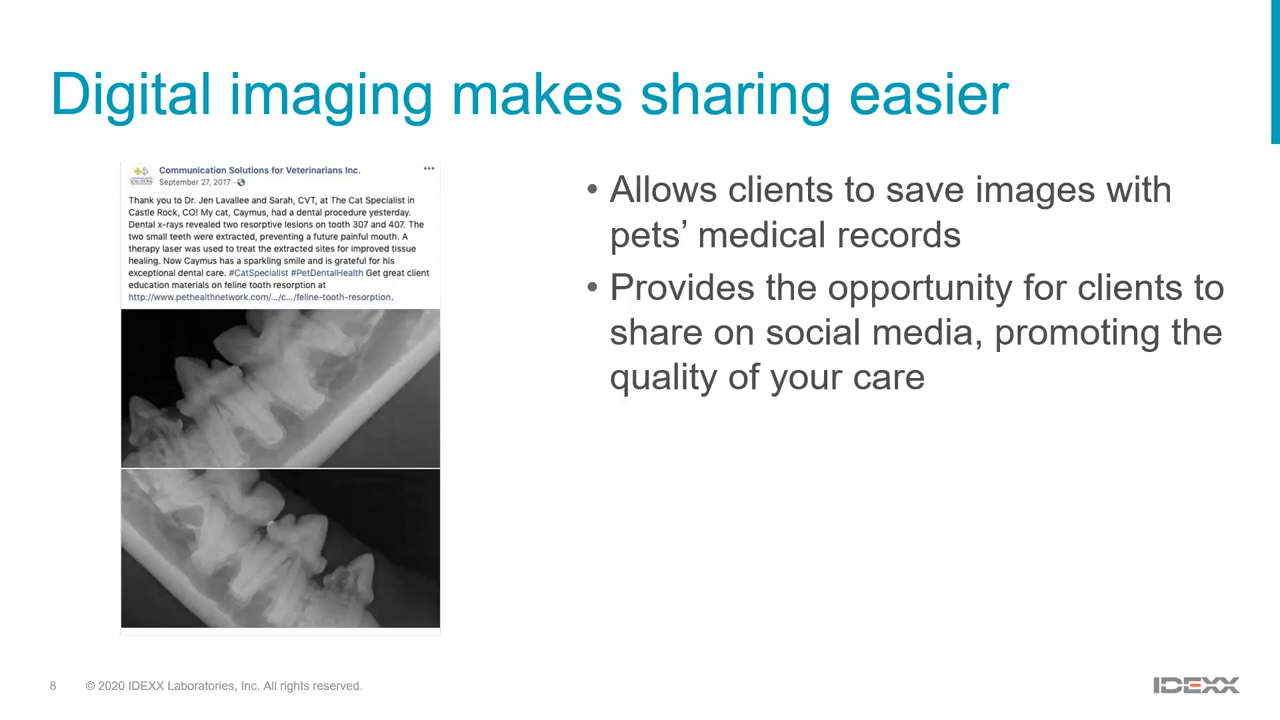 Digital imaging makes sharing easier
Communication Solutions for Veterinarians Inc.
September 27, 2017 ·
Thank you to Dr. Jen Lavallee and Sarah, CVT, at The Cat Specialist in
Castle Rock, CO! My cat, Caymus, had a dental procedure yesterday.
Dental x-rays revealed two resorptive lesions on tooth 307 and 407. The
two small teeth were extracted, preventing a future painful mouth. A
therapy laser was used to treat the extracted sites for improved tissue
healing. Now Caymus has a sparkling smile and is grateful for his
exceptional dental care. #CatSpecialist #PetDentalHealth Get great client
education materials on feline tooth resorption at
http://www.pethealthnetwork.com/.../c.../feline-tooth-resorption.
• Allows clients to save images with
pets’ medical records
• Provides the opportunity for clients to
share on social media, promoting the
quality of your care
8
© 2020 IDEXX Laboratories, Inc. All rights reserved.
IDEXX